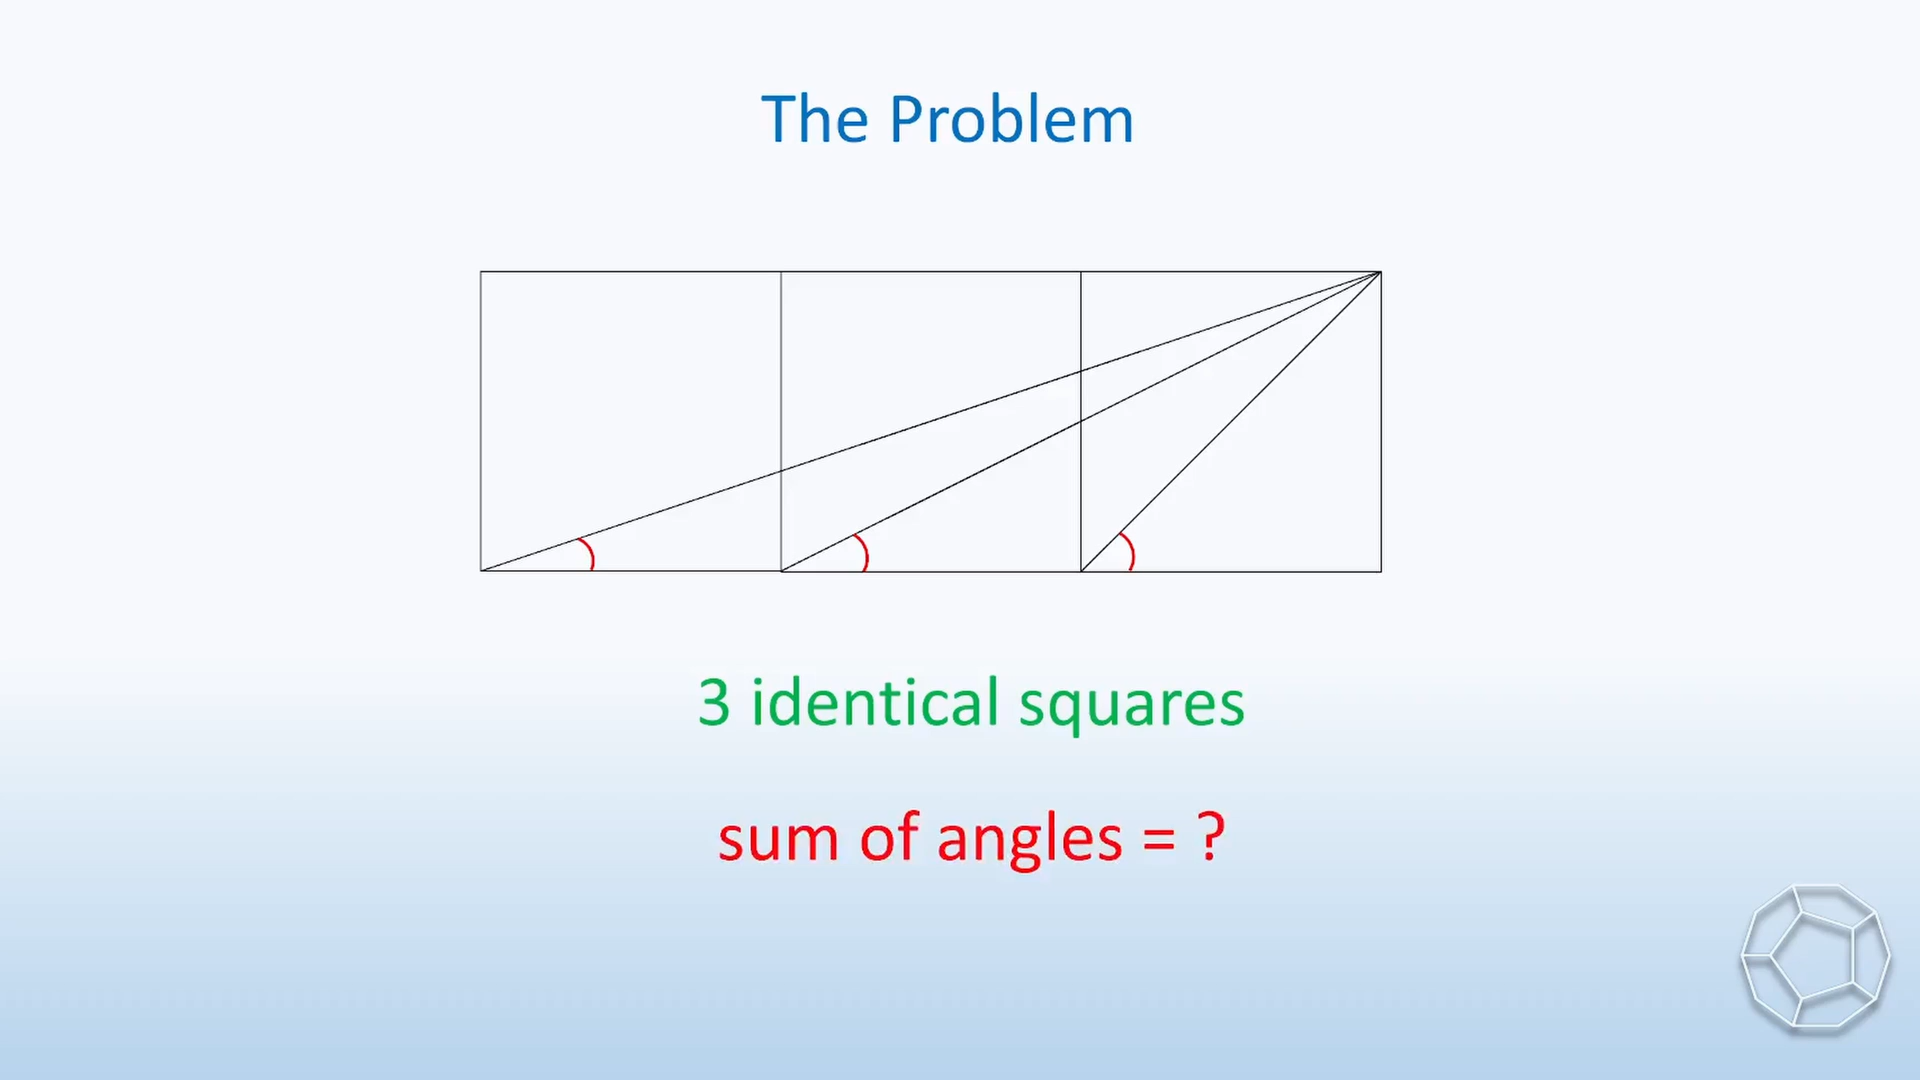 The Problem
3 identical squares
sum of angles = ?